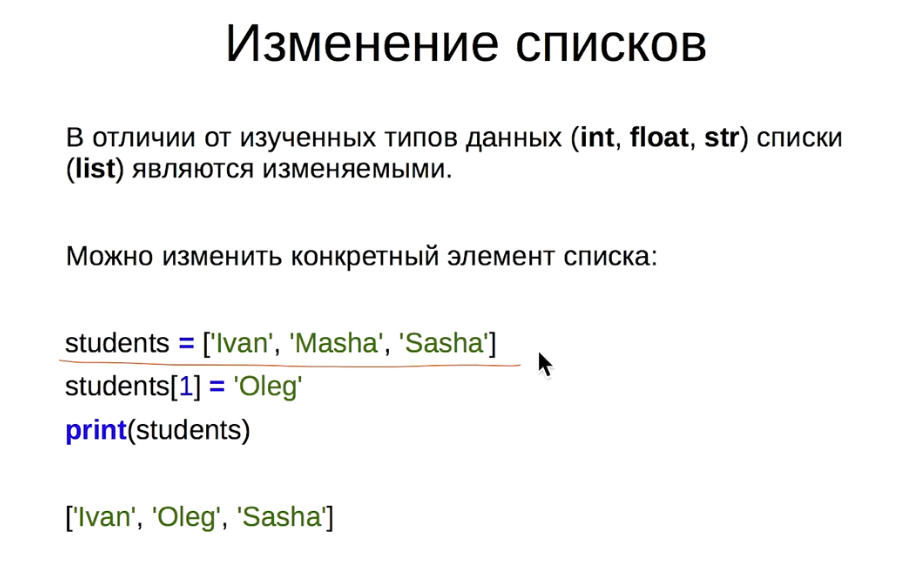 Изменение списков
В отличии от изученных типов данных (int, float, str) списки
(list) являются изменяемыми.
Можно изменить конкретный элемент списка:
students = ['Ivan', 'Masha', 'Sasha']
students[1] = 'Oleg'
print(students)
['Ivan', 'Oleg', 'Sasha']